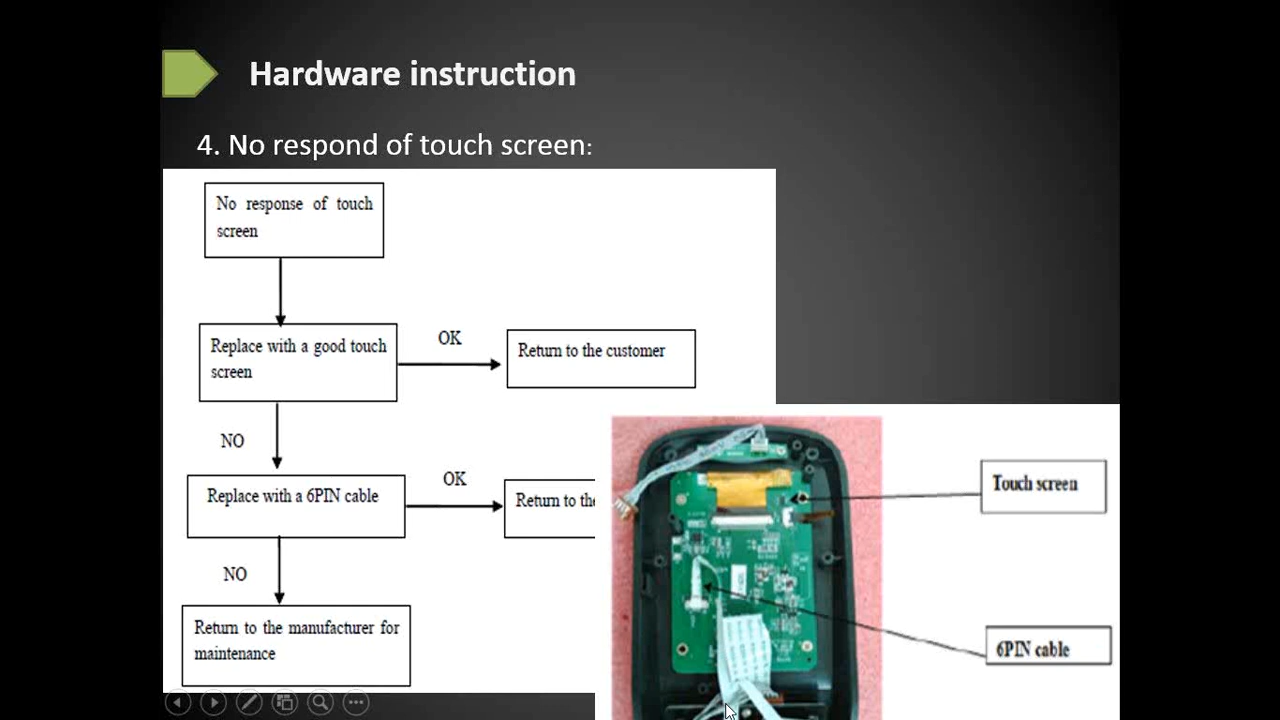 Hardware instruction
4. No respond of touch screen:
No response of touch
screen
Replace with a good touch
screen
OK
Return to the customer
NO
Replace with a 6PIN cable
OK
Return to the
NO
Return to the manufacturer for
maintenance
Touch screen
6PIN cable